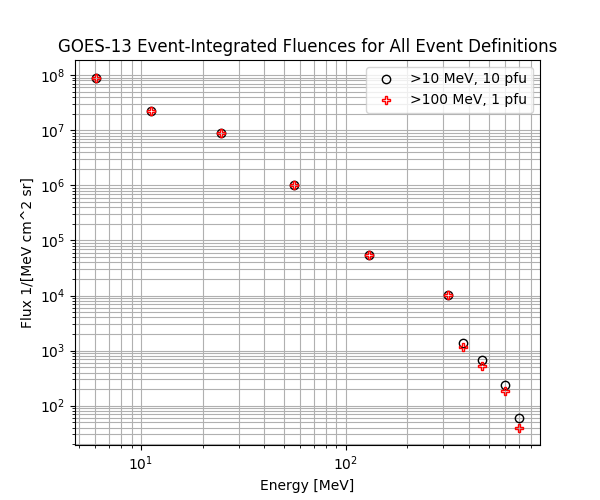 GOES-13 Event-Integrated Fluences for All Event Definitions
>10 MeV, 10 pfu
>100 MeV, 1 pfu
Flux 1/[MeV cm^2 sr]
10^8
10^7
10^6
10^5
10^4
10^3
10^2
10^1 10^2
Energy [MeV]